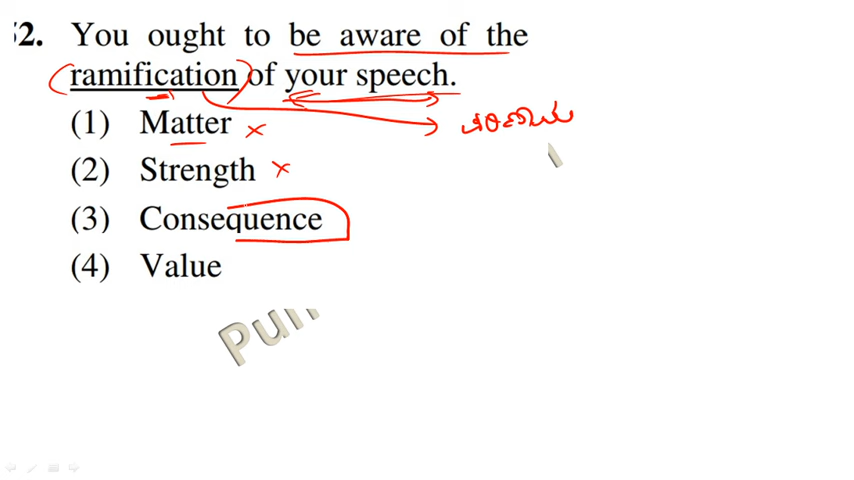 52. You ought to be aware of the
ramification of your speech.
(1) Matter ×
(2) Strength ×
(3) Consequence
(4) Value